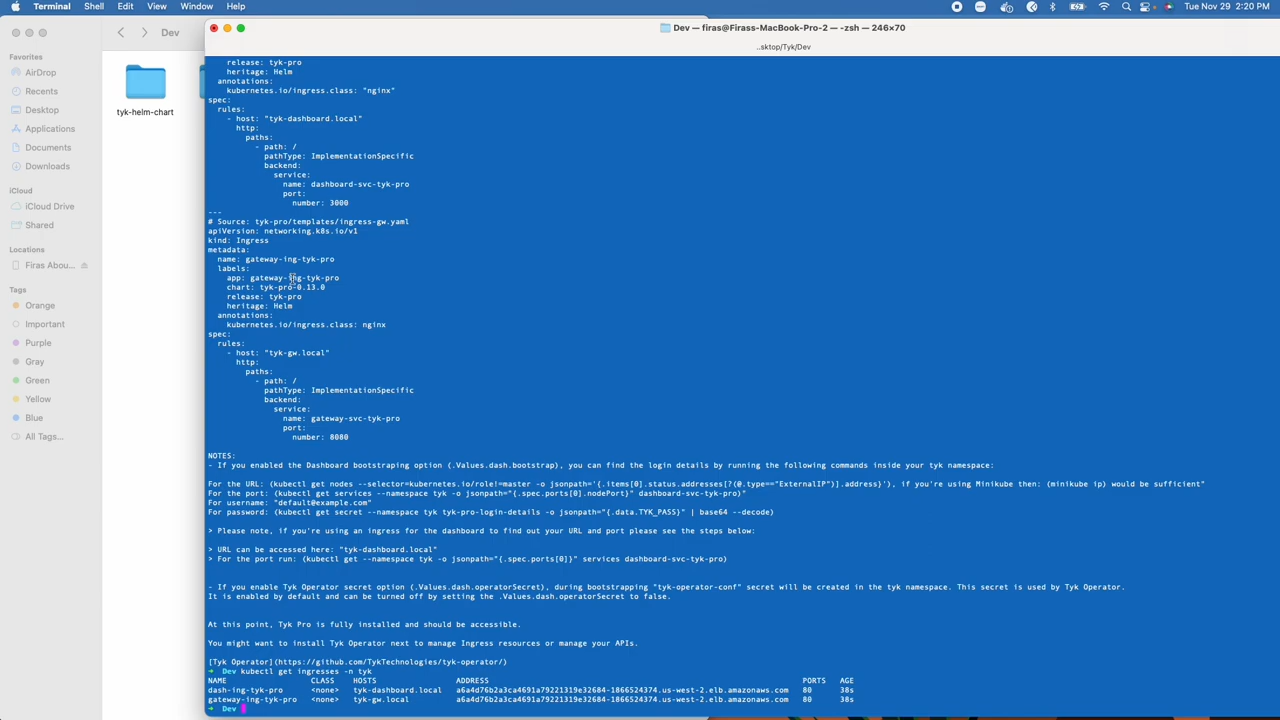 Terminal Shell Edit View Window Help Tue Nov 29 2:20 PM
Dev
Dev — firas@Firass-MacBook-Pro-2 — -zsh — 246×70
..sktop/Tyk/Dev
Favorites
AirDrop
Recents
Desktop
Applications
Documents
Downloads
iCloud
iCloud Drive
Shared
Locations
Firas Abou...
Tags
Orange
Important
Purple
Gray
Green
Yellow
Blue
All Tags...
tyk-helm-chart
release: tyk-pro
heritage: Helm
annotations:
kubernetes.io/ingress.class: "nginx"
spec:
rules:
- host: "tyk-dashboard.local"
http:
paths:
- path: /
pathType: ImplementationSpecific
backend:
service:
name: dashboard-svc-tyk-pro
port:
number: 3000
---
# Source: tyk-pro/templates/ingress-gw.yaml
apiVersion: networking.k8s.io/v1
kind: Ingress
metadata:
name: gateway-ing-tyk-pro
labels:
app: gateway-ing-tyk-pro
chart: tyk-pro-0.13.0
release: tyk-pro
heritage: Helm
annotations:
kubernetes.io/ingress.class: nginx
spec:
rules:
- host: "tyk-gw.local"
http:
paths:
- path: /
pathType: ImplementationSpecific
backend:
service:
name: gateway-svc-tyk-pro
port:
number: 8080
NOTES:
- If you enabled the Dashboard bootstraping option (.Values.dash.bootstrap), you can find the login details by running the following commands inside your tyk namespace:
For the URL: (kubectl get nodes --selector=kubernetes.io/role!=master -o jsonpath='{.items[0].status.addresses[?(@.type=="ExternalIP")].address}'), if you're using Minikube then: (minikube ip) would be sufficient"
For the port: (kubectl get services --namespace tyk -o jsonpath="{.spec.ports[0].nodePort}" dashboard-svc-tyk-pro)"
For username: "default@example.com"
For password: (kubectl get secret --namespace tyk tyk-pro-login-details -o jsonpath="{.data.TYK_PASS}" | base64 --decode)
> Please note, if you're using an ingress for the dashboard to find out your URL and port please see the steps below:
> URL can be accessed here: "tyk-dashboard.local"
> For the port run: (kubectl get --namespace tyk -o jsonpath="{.spec.ports[0]}" services dashboard-svc-tyk-pro)
- If you enable Tyk Operator secret option (.Values.dash.operatorSecret), during bootstrapping "tyk-operator-conf" secret will be created in the tyk namespace. This secret is used by Tyk Operator.
It is enabled by default and can be turned off by setting the .Values.dash.operatorSecret to false.
At this point, Tyk Pro is fully installed and should be accessible.
You might want to install Tyk Operator next to manage Ingress resources or manage your APIs.
[Tyk Operator](https://github.com/TykTechnologies/tyk-operator/)
➜ Dev kubectl get ingresses -n tyk
NAME CLASS HOSTS ADDRESS PORTS AGE
dash-ing-tyk-pro <none> tyk-dashboard.local a6a4d76b2a3ca4691a79221319e32684-1866524374.us-west-2.elb.amazonaws.com 80 38s
gateway-ing-tyk-pro <none> tyk-gw.local a6a4d76b2a3ca4691a79221319e32684-1866524374.us-west-2.elb.amazonaws.com 80 38s
➜ Dev